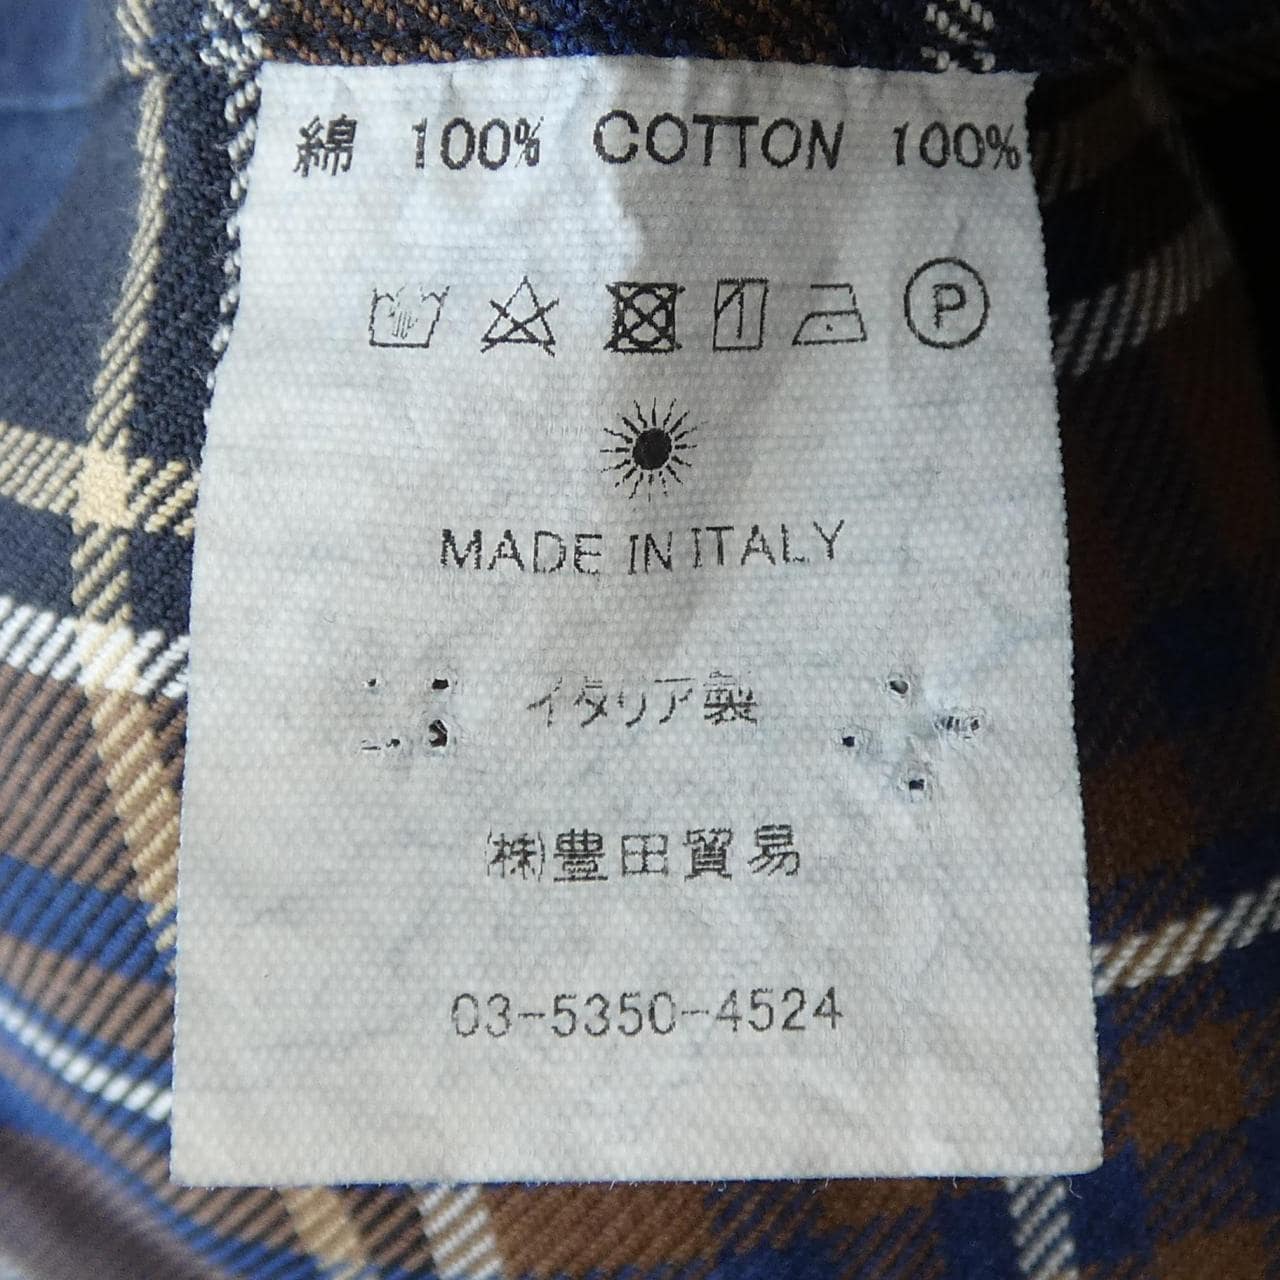 綿 100% COTTON 100%
P
MADE IN ITALY
イタリア製
㈱豊田貿易
03-5350-4524